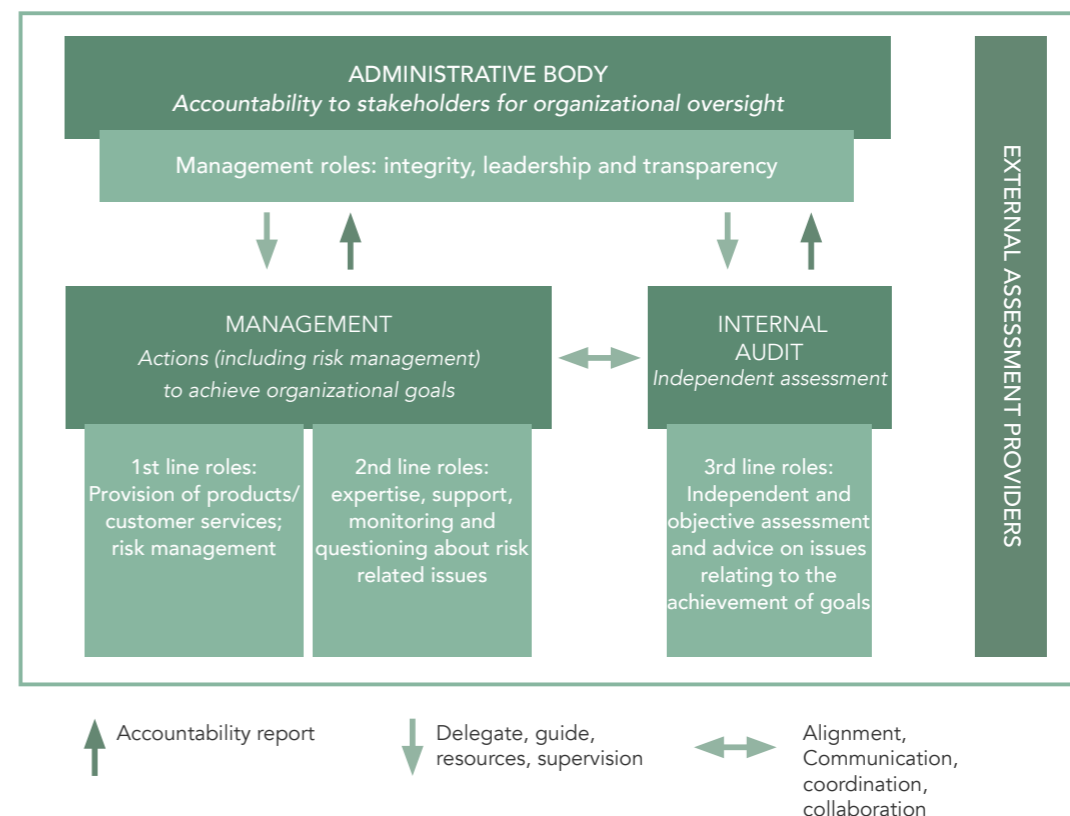 ADMINISTRATIVE BODY
Accountability to stakeholders for organizational oversight
Management roles: integrity, leadership and transparency
MANAGEMENT
Actions (including risk management)
to achieve organizational goals
INTERNAL
AUDIT
Independent assessment
1st line roles:
Provision of products/
customer services;
risk management
2nd line roles:
expertise, support,
monitoring and
questioning about risk
related issues
3rd line roles:
Independent and
objective assessment
and advice on issues
relating to the
achievement of goals
EXTERNAL ASSESSMENT PROVIDERS
Accountability report
Delegate, guide,
resources, supervision
Alignment,
Communication,
coordination,
collaboration